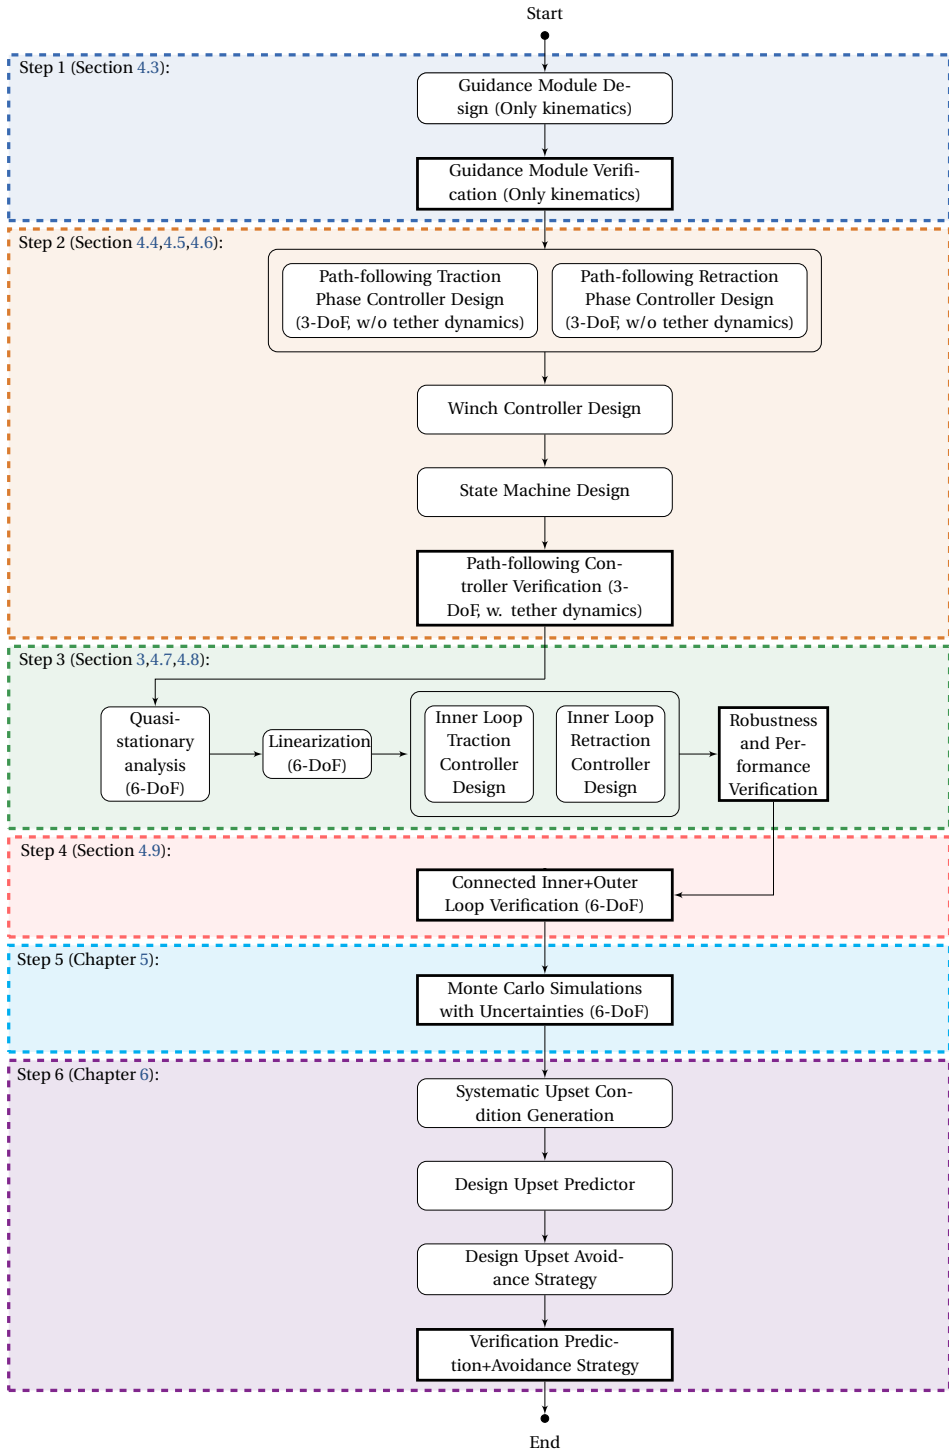 Start
Step 1 (Section 4.3):
Guidance Module De-
sign (Only kinematics)
Guidance Module Verifi-
cation (Only kinematics)
Step 2 (Section 4.4,4.5,4.6):
Path-following Traction
Phase Controller Design
(3-DoF, w/o tether dynamics)
Path-following Retraction
Phase Controller Design
(3-DoF, w/o tether dynamics)
Winch Controller Design
State Machine Design
Path-following Con-
troller Verification (3-
DoF, w. tether dynamics)
Step 3 (Section 3,4.7,4.8):
Quasi-
stationary
analysis
(6-DoF)
Linearization
(6-DoF)
Inner Loop
Traction
Controller
Design
Inner Loop
Retraction
Controller
Design
Robustness
and Per-
formance
Verification
Step 4 (Section 4.9):
Connected Inner+Outer
Loop Verification (6-DoF)
Step 5 (Chapter 5):
Monte Carlo Simulations
with Uncertainties (6-DoF)
Step 6 (Chapter 6):
Systematic Upset Con-
dition Generation
Design Upset Predictor
Design Upset Avoid-
ance Strategy
Verification Predic-
tion+Avoidance Strategy
End